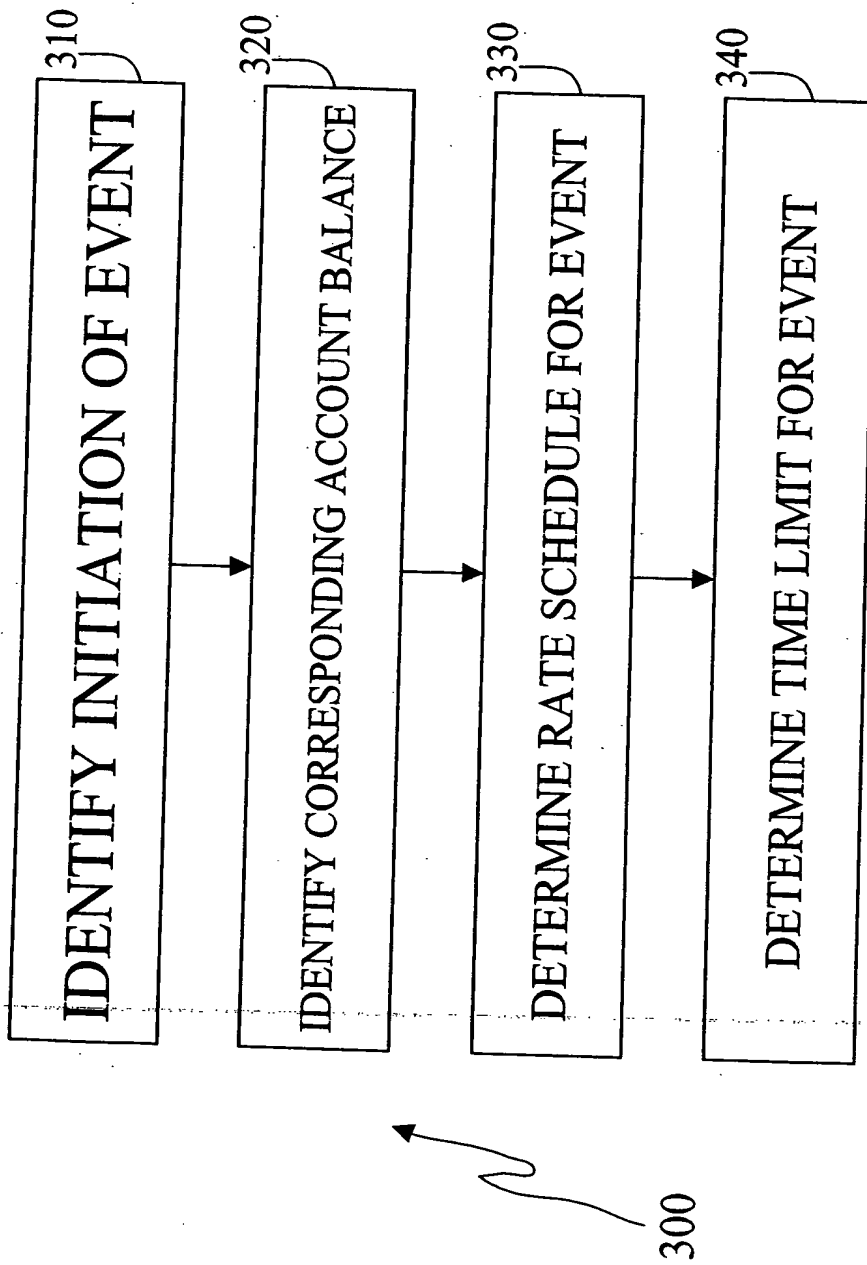 310
IDENTIFY INITIATION OF EVENT
320
IDENTIFY CORRESPONDING ACCOUNT BALANCE
330
DETERMINE RATE SCHEDULE FOR EVENT
340
DETERMINE TIME LIMIT FOR EVENT
300